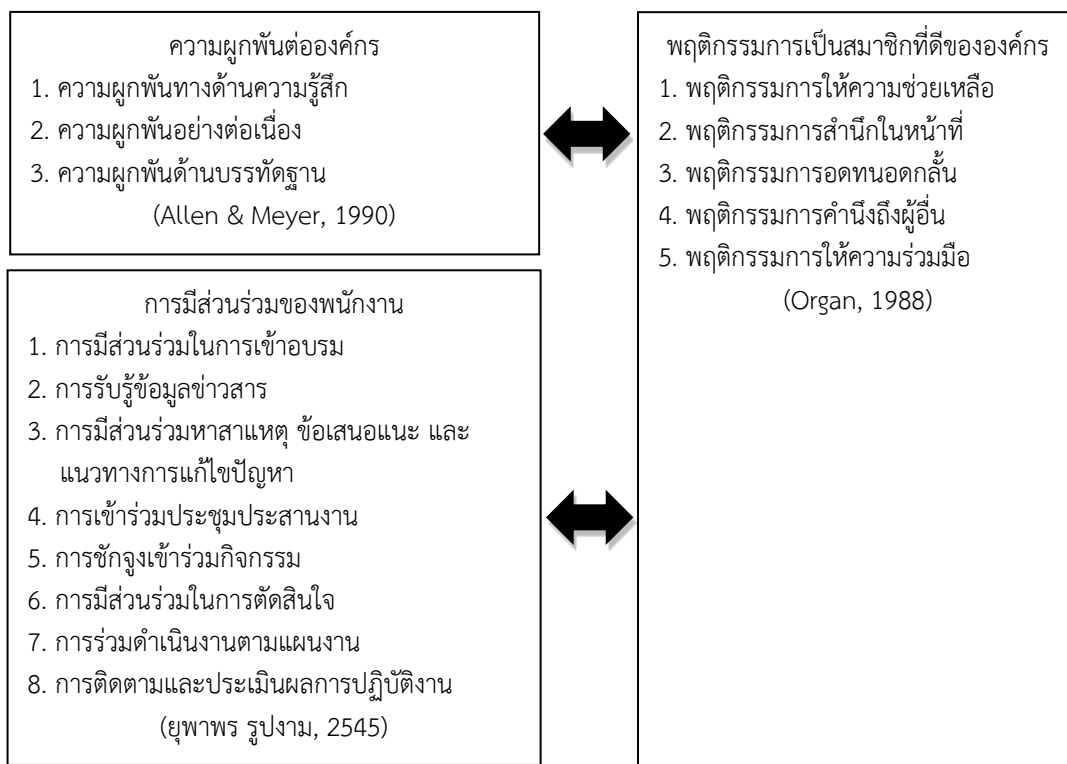 ความผูกพันต่อองค์กร
1. ความผูกพันทางด้านความรู้สึก
2. ความผูกพันอย่างต่อเนื่อง
3. ความผูกพันด้านบรรทัดฐาน
(Allen & Meyer, 1990)
การมีส่วนร่วมของพนักงาน
1. การมีส่วนร่วมในการเข้าอบรม
2. การรับรู้ข้อมูลข่าวสาร
3. การมีส่วนร่วมหาสาแหตุ ข้อเสนอแนะ และ
แนวทางการแก้ไขปัญหา
4. การเข้าร่วมประชุมประสานงาน
5. การชักจูงเข้าร่วมกิจกรรม
6. การมีส่วนร่วมในการตัดสินใจ
7. การร่วมดำเนินงานตามแผนงาน
8. การติดตามและประเมินผลการปฏิบัติงาน
(ยุพาพร รูปงาม, 2545)
พฤติกรรมการเป็นสมาชิกที่ดีขององค์กร
1. พฤติกรรมการให้ความช่วยเหลือ
2. พฤติกรรมการสำนึกในหน้าที่
3. พฤติกรรมการอดทนอดกลั้น
4. พฤติกรรมการคำนึงถึงผู้อื่น
5. พฤติกรรมการให้ความร่วมมือ
(Organ, 1988)